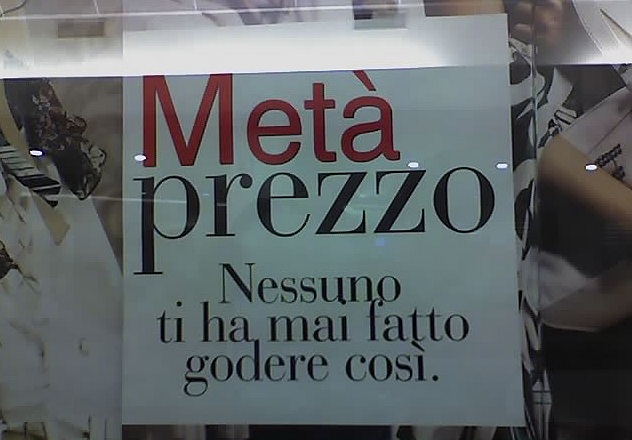 Metà
prezzo
Nessuno
ti ha mai fatto
godere così.